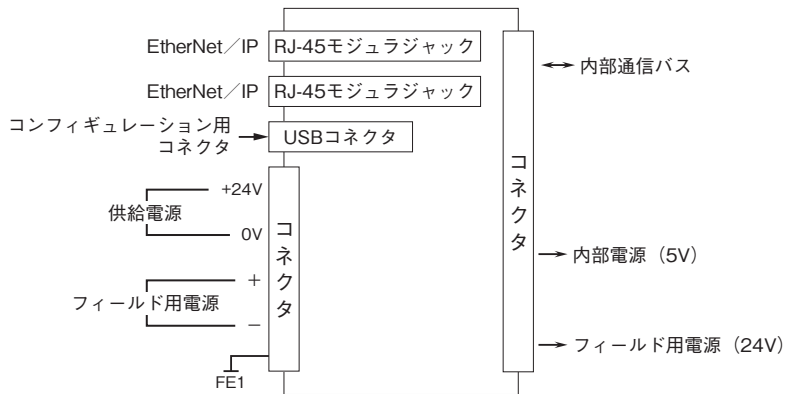 EtherNet／IP RJ-45モジュラジャック
EtherNet／IP RJ-45モジュラジャック
コンフィギュレーション用
コネクタ
USBコネクタ
+24V
供給電源
0V
+
フィールド用電源
−
FE1
コネクタ
コネクタ
内部通信バス
内部電源（5V）
フィールド用電源（24V）